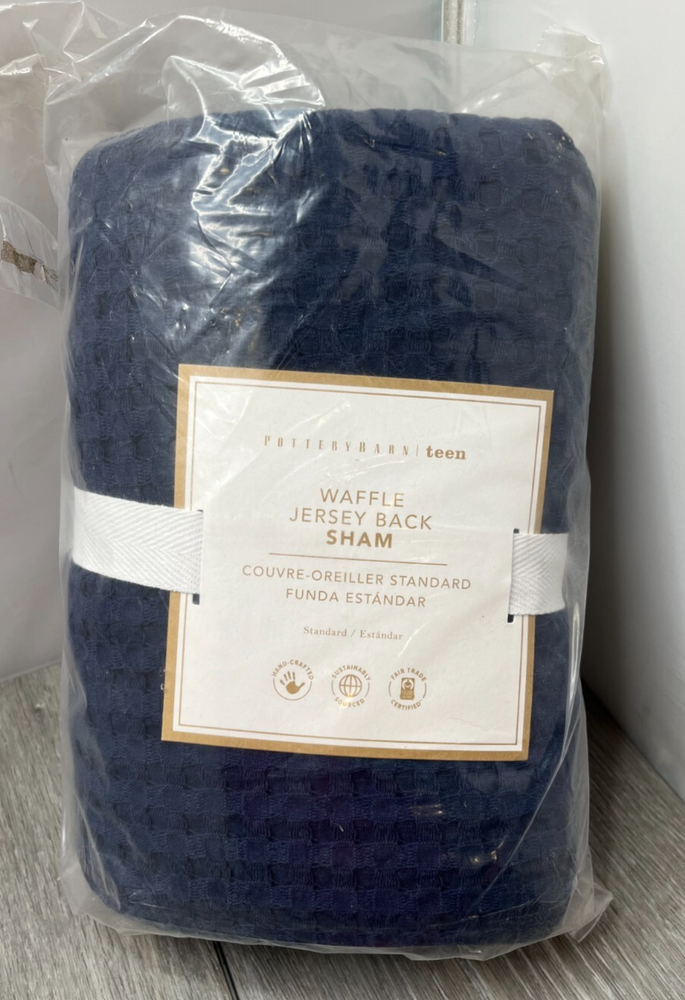 POTTERYBARN | teen
WAFFLE
JERSEY BACK
SHAM
COUVRE-OREILLER STANDARD
FUNDA ESTÁNDAR
Standard / Estándar
HAND-CRAFTED
SUSTAINABLY SOURCED
FAIR TRADE CERTIFIED